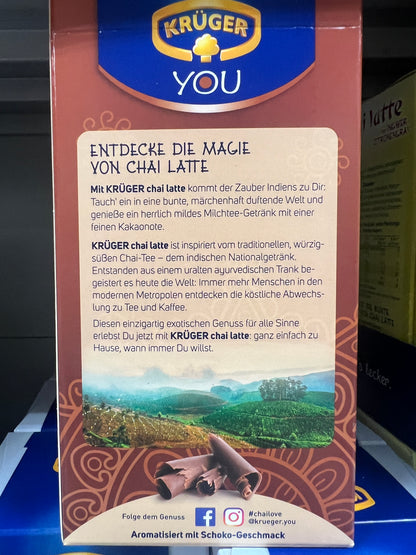 KRÜGER
YOU
ENTDECKE DIE MAGIE
VON CHAI LATTE
Mit KRÜGER chai latte kommt der Zauber Indiens zu Dir:
Tauch' ein in eine bunte, märchenhaft duftende Welt und
genieße ein herrlich mildes Milchtee-Getränk mit einer
feinen Kakaonote.
KRÜGER chai latte ist inspiriert vom traditionellen, würzig-
süßen Chai-Tee – dem indischen Nationalgetränk.
Entstanden aus einem uralten ayurvedischen Trank be-
geistert es heute die Welt: Immer mehr Menschen in den
modernen Metropolen entdecken die köstliche Abwechs-
lung zu Tee und Kaffee.
Diesen einzigartig exotischen Genuss für alle Sinne
erlebst Du jetzt mit KRÜGER chai latte: ganz einfach zu
Hause, wann immer Du willst.
Folge dem Genuss
#chailove
@krueger.you
Aromatisiert mit Schoko-Geschmack
latte